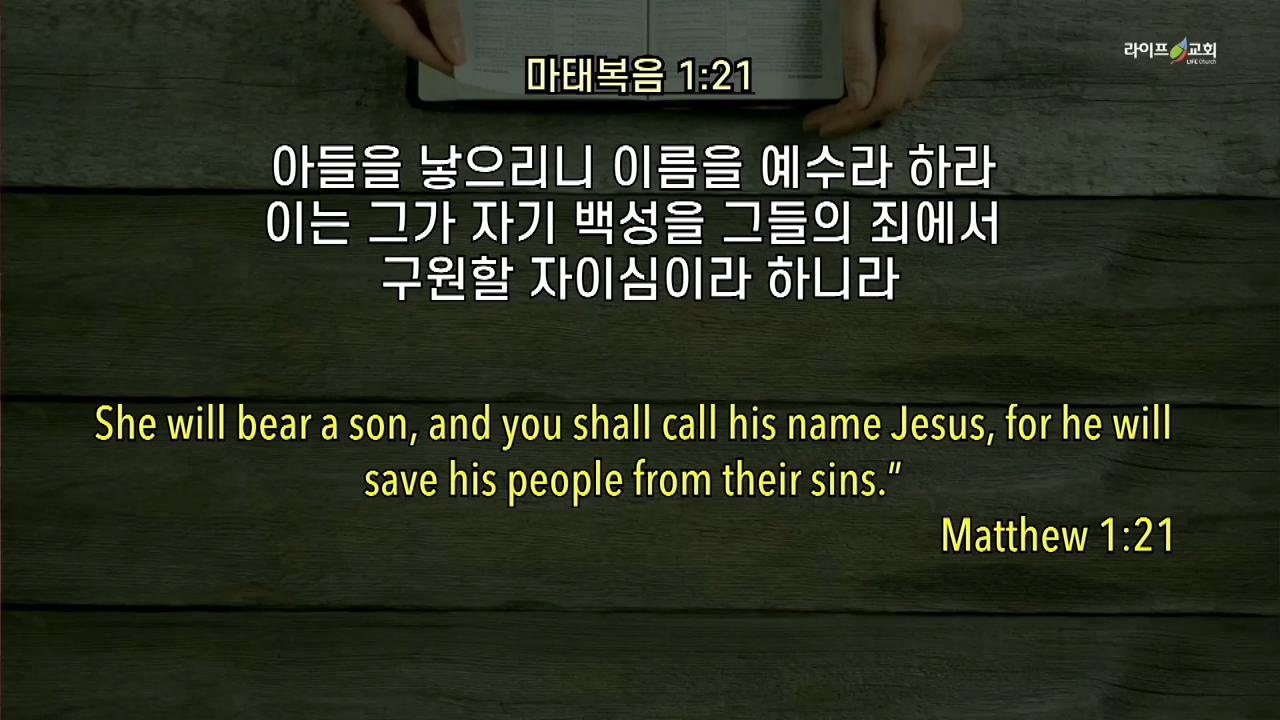 라이프 교회
LIFE Church
마태복음 1:21
아들을 낳으리니 이름을 예수라 하라
이는 그가 자기 백성을 그들의 죄에서
구원할 자이심이라 하니라
She will bear a son, and you shall call his name Jesus, for he will
save his people from their sins.”
Matthew 1:21